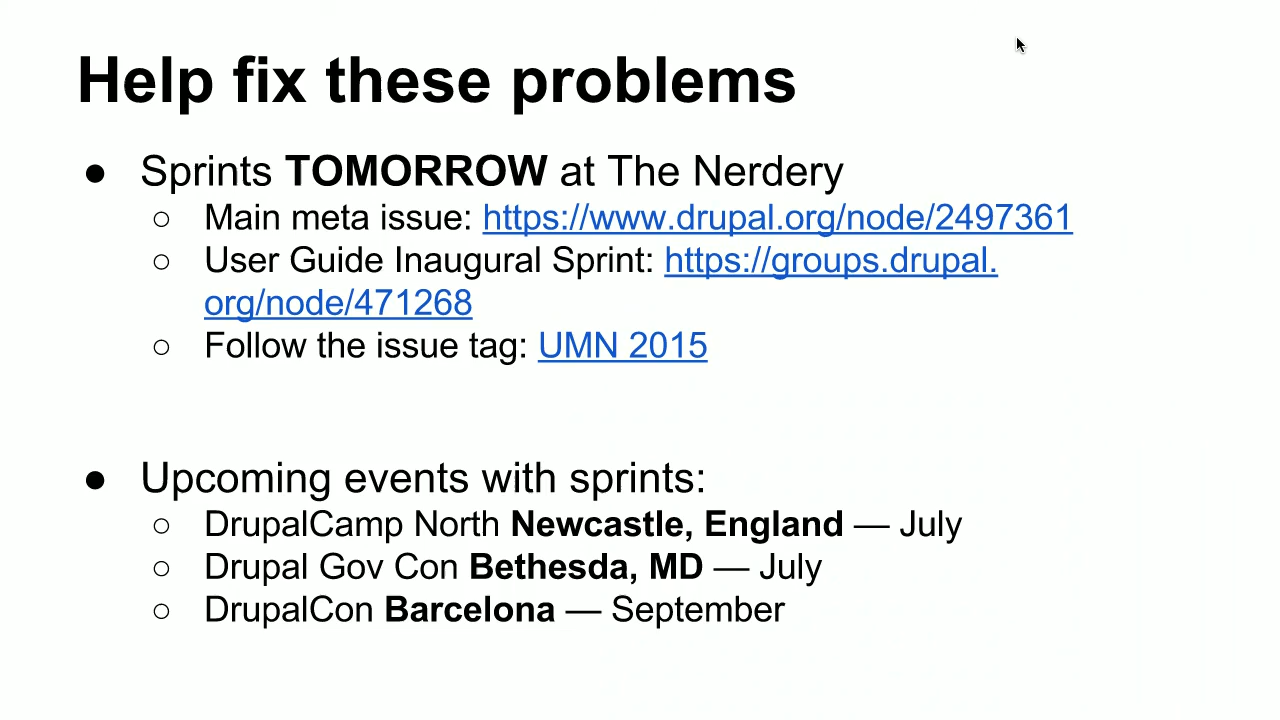 Help fix these problems
● Sprints TOMORROW at The Nerdery
○ Main meta issue: https://www.drupal.org/node/2497361
○ User Guide Inaugural Sprint: https://groups.drupal.
org/node/471268
○ Follow the issue tag: UMN 2015
● Upcoming events with sprints:
○ DrupalCamp North Newcastle, England — July
○ Drupal Gov Con Bethesda, MD — July
○ DrupalCon Barcelona — September